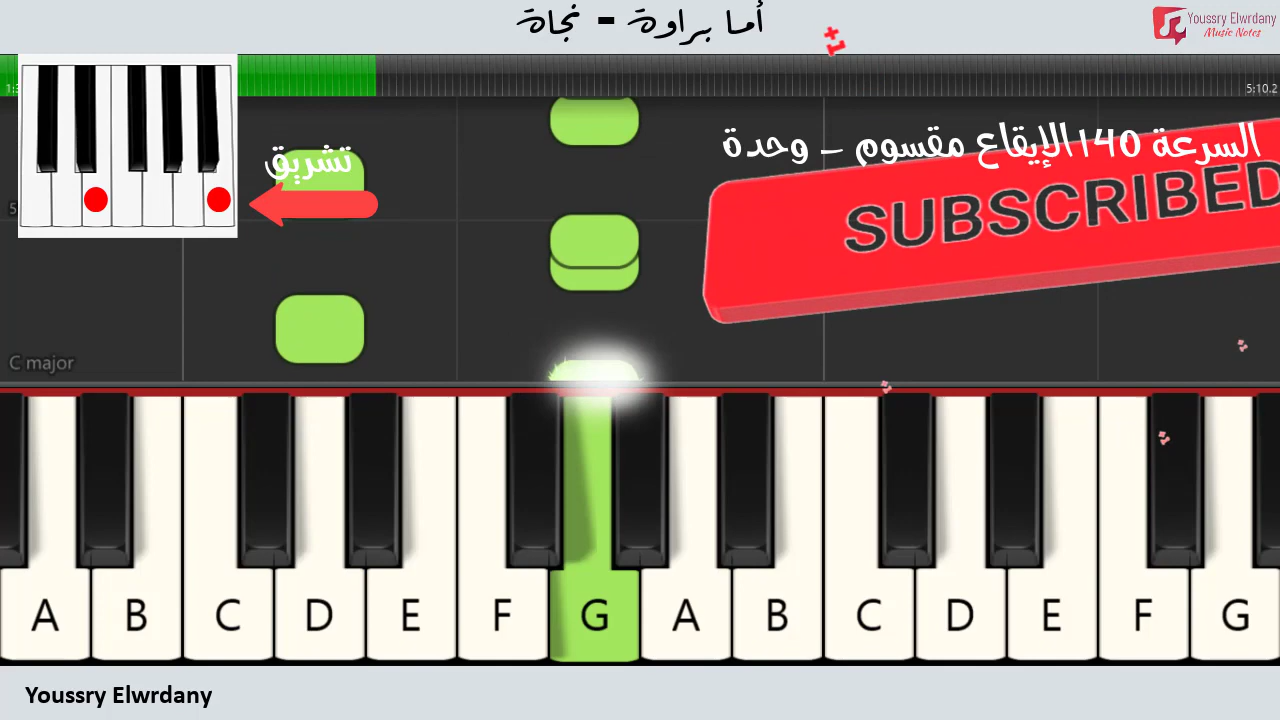 أما براوة - نجاة
Youssry Elwrdany
Music Notes
5:10.2
السرعة 140 الإيقاع مقسوم - وحدة
تشريق
SUBSCRIBED
C major
A B C D E F G A B C D E F G
Youssry Elwrdany